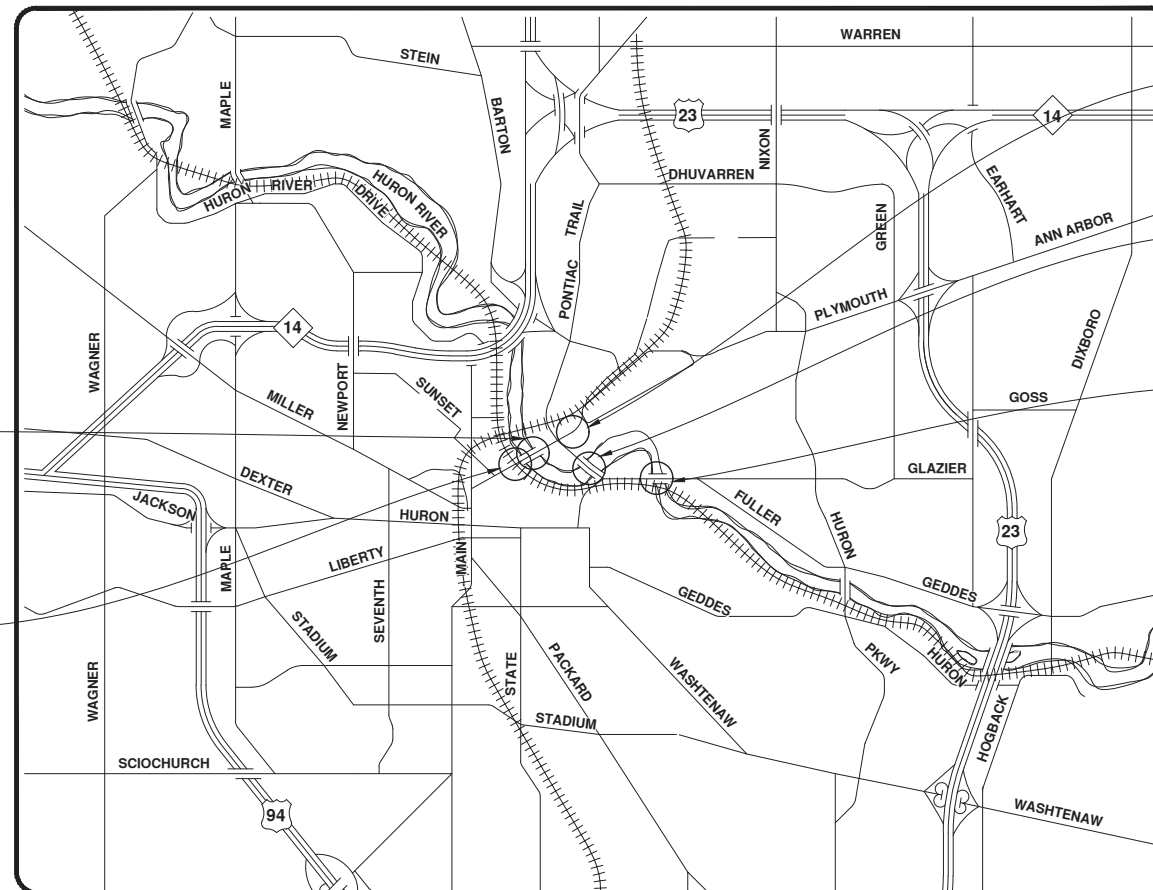 WARREN
STEIN
MAPLE
BARTON
23
14
NIXON
DHUVARREN
HURON
RIVER
DRIVE
HURON RIVER
EARHART
PONTIAC TRAIL
GREEN
ANN ARBOR
PLYMOUTH
14
WAGNER
DIXBORO
NEWPORT
SUNSET
MILLER
GOSS
DEXTER
GLAZIER
JACKSON
HURON
FULLER
HURON
23
LIBERTY
MAIN
MAPLE
GEDDES
GEDDES
SEVENTH
STADIUM
STATE
PACKARD
WASHTENAW
PKWY
HURON
WAGNER
STADIUM
HOGBACK
SCIOCHURCH
94
WASHTENAW